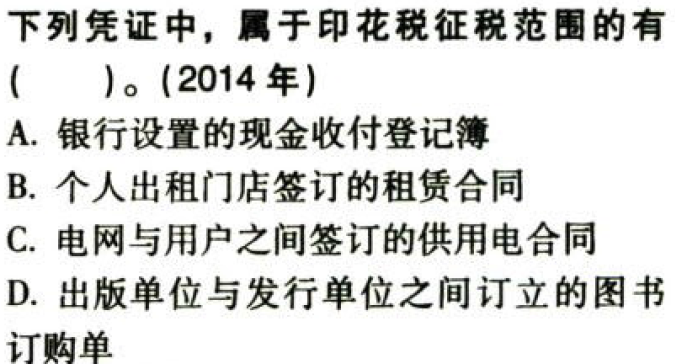 下列凭证中，属于印花税征税范围的有
(　　)。(2014 年)
A. 银行设置的现金收付登记簿
B. 个人出租门店签订的租赁合同
C. 电网与用户之间签订的供用电合同
D. 出版单位与发行单位之间订立的图书
订购单